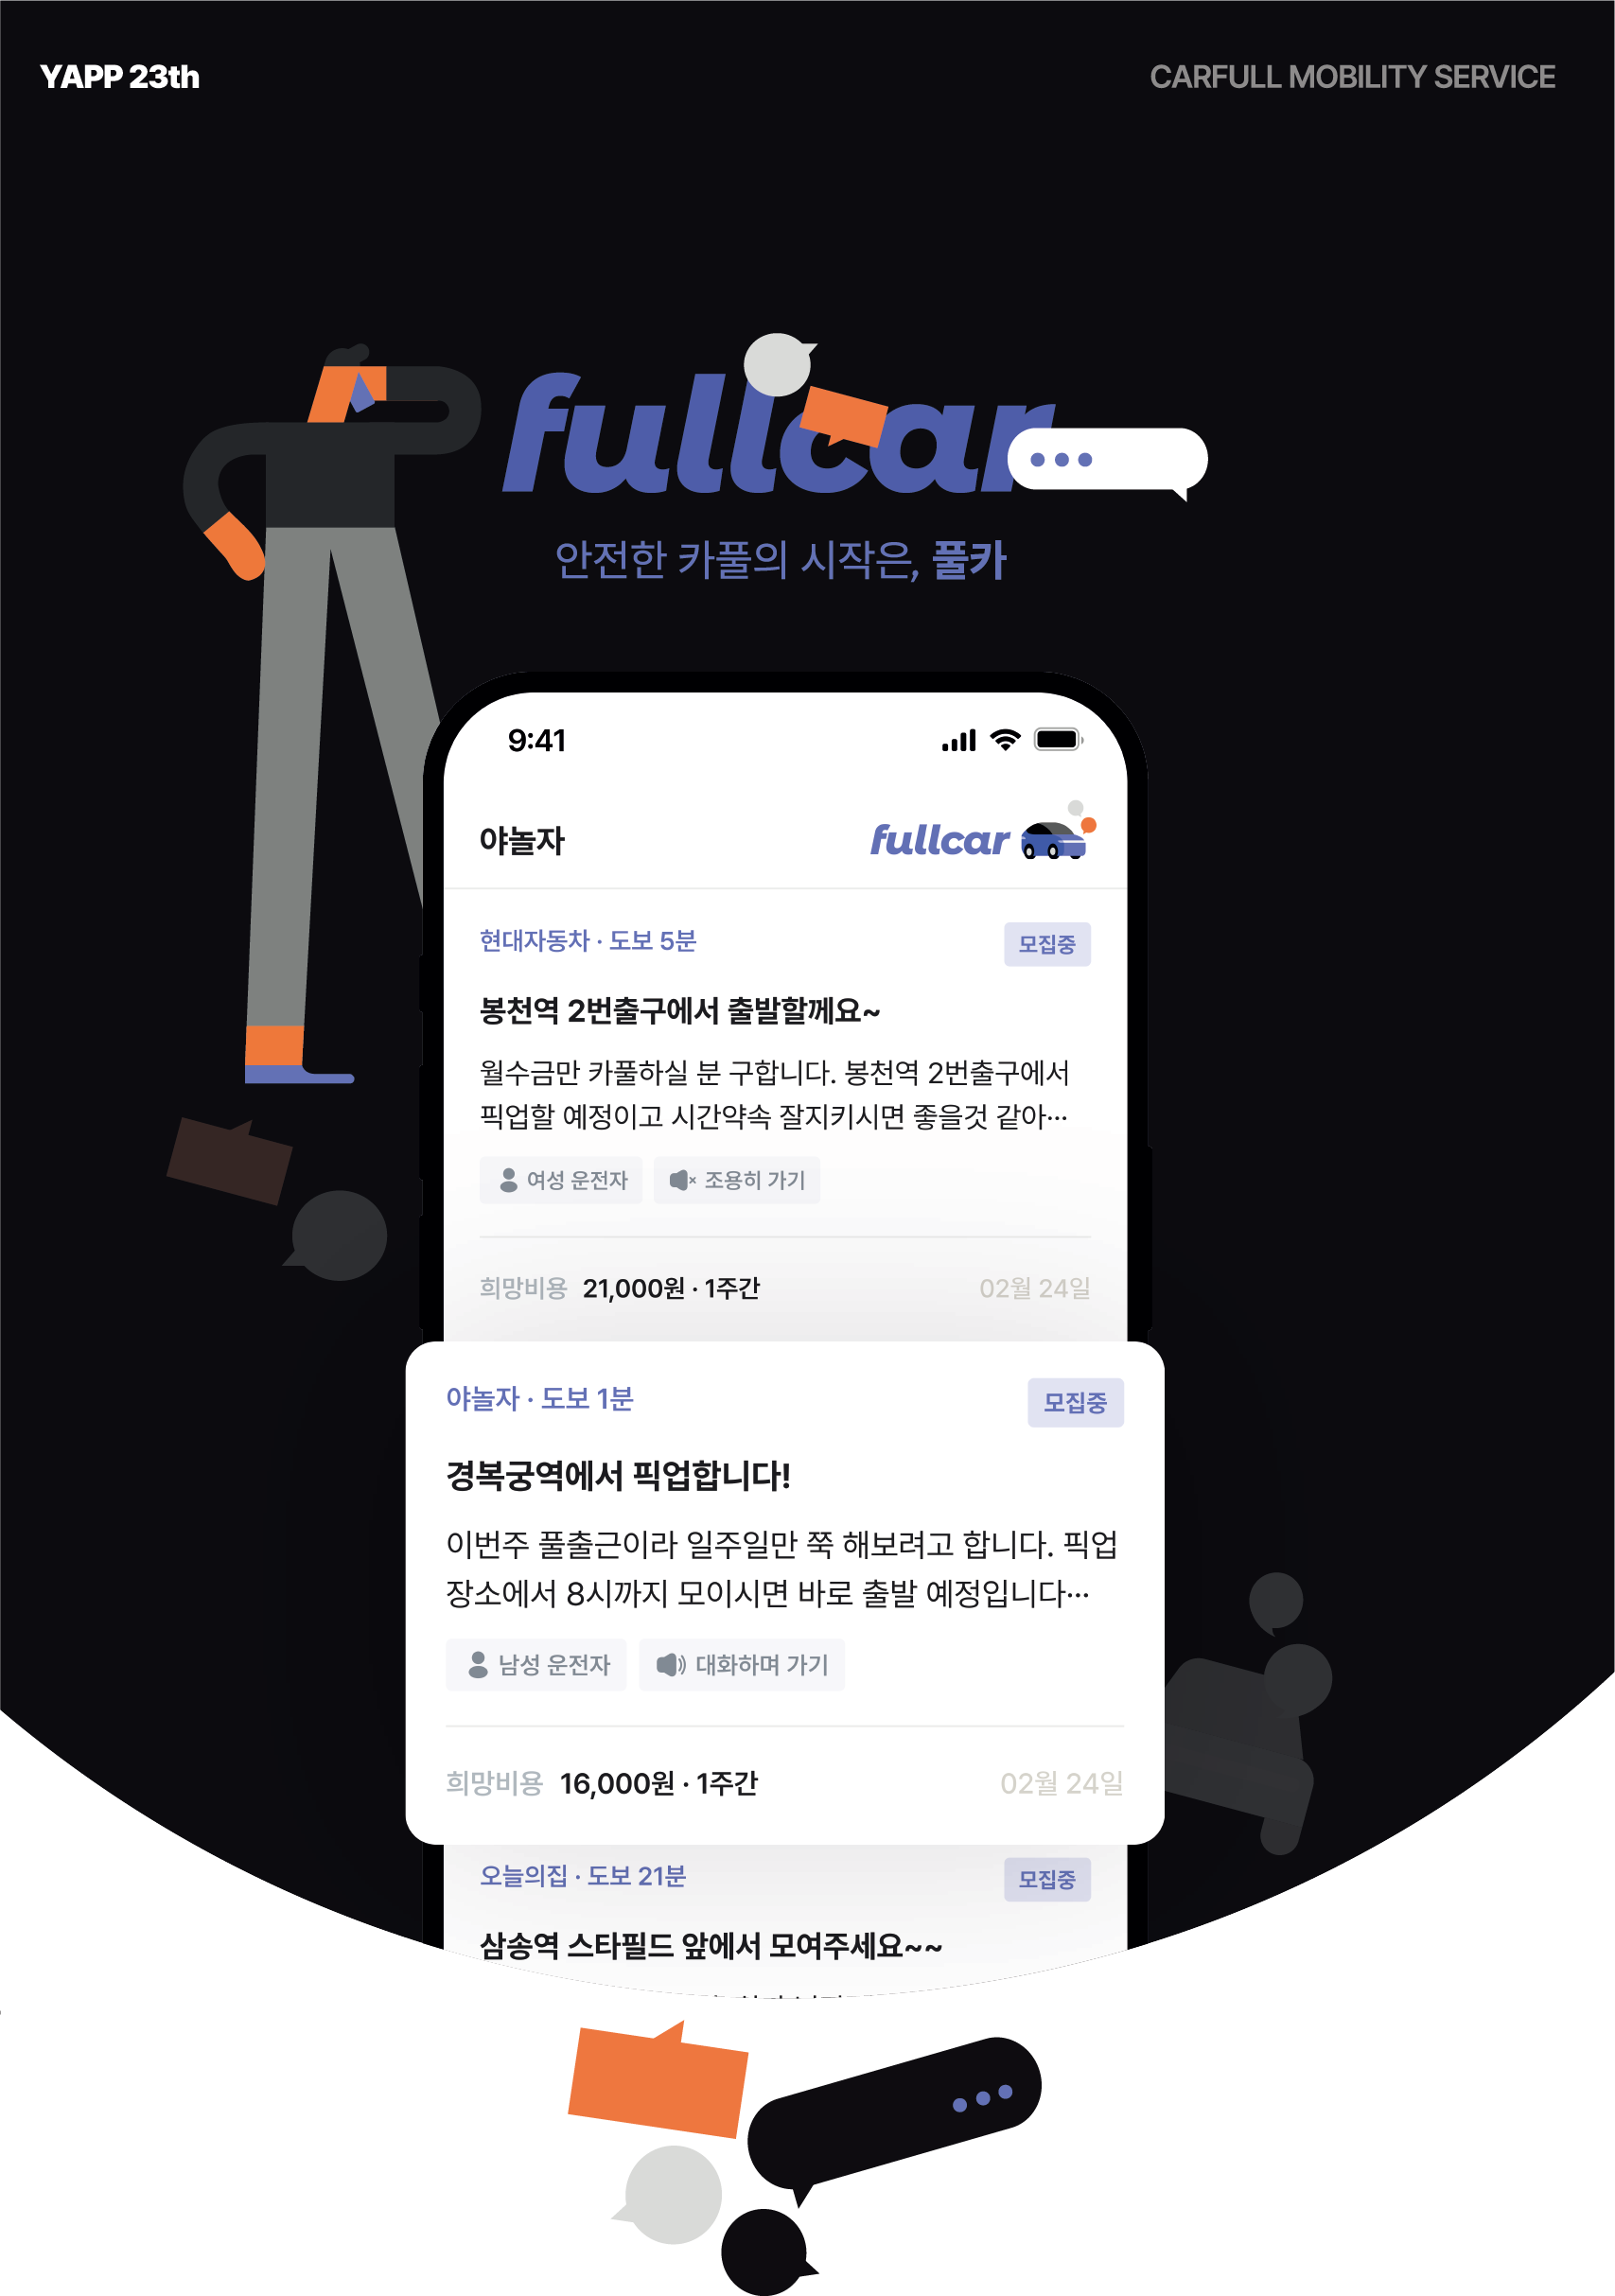 YAPP 23th
CARFULL MOBILITY SERVICE
fullcar
안전한 카풀의 시작은, 풀카
9:41
야놀자
fullcar
현대자동차 · 도보 5분
모집중
봉천역 2번출구에서 출발할께요~
월수금만 카풀하실 분 구합니다. 봉천역 2번출구에서
픽업할 예정이고 시간약속 잘지키시면 좋을것 같아···
여성 운전자
조용히 가기
희망비용 21,000원 · 1주간
02월 24일
야놀자 · 도보 1분
모집중
경복궁역에서 픽업합니다!
이번주 풀출근이라 일주일만 쭉 해보려고 합니다. 픽업
장소에서 8시까지 모이시면 바로 출발 예정입니다···
남성 운전자
대화하며 가기
희망비용 16,000원 · 1주간
02월 24일
오늘의집 · 도보 21분
모집중
삼송역 스타필드 앞에서 모여주세요~~